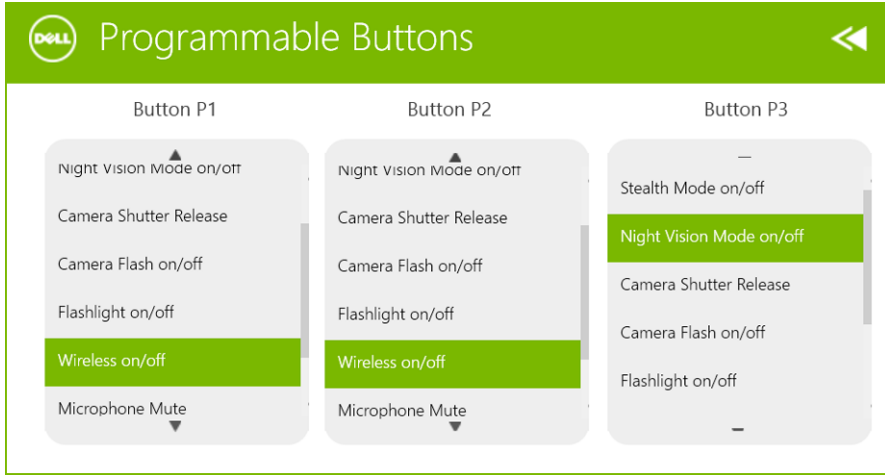 DELL
Programmable Buttons
Button P1
Night Vision Mode on/off
Camera Shutter Release
Camera Flash on/off
Flashlight on/off
Wireless on/off
Microphone Mute
Button P2
Night Vision Mode on/off
Camera Shutter Release
Camera Flash on/off
Flashlight on/off
Wireless on/off
Microphone Mute
Button P3
Stealth Mode on/off
Night Vision Mode on/off
Camera Shutter Release
Camera Flash on/off
Flashlight on/off